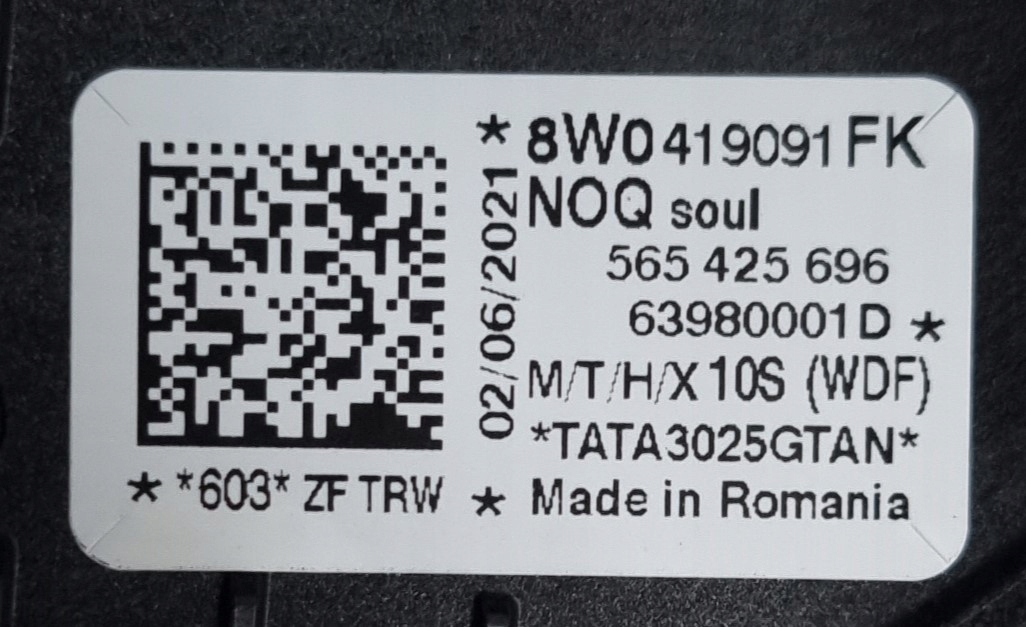 * 8W0 419091 FK
NOQ soul
565 425 696
63980001D *
M/T/H/X 10S (WDF)
*TATA3025GTAN*
* Made in Romania
02/06/2021
* *603* ZF TRW